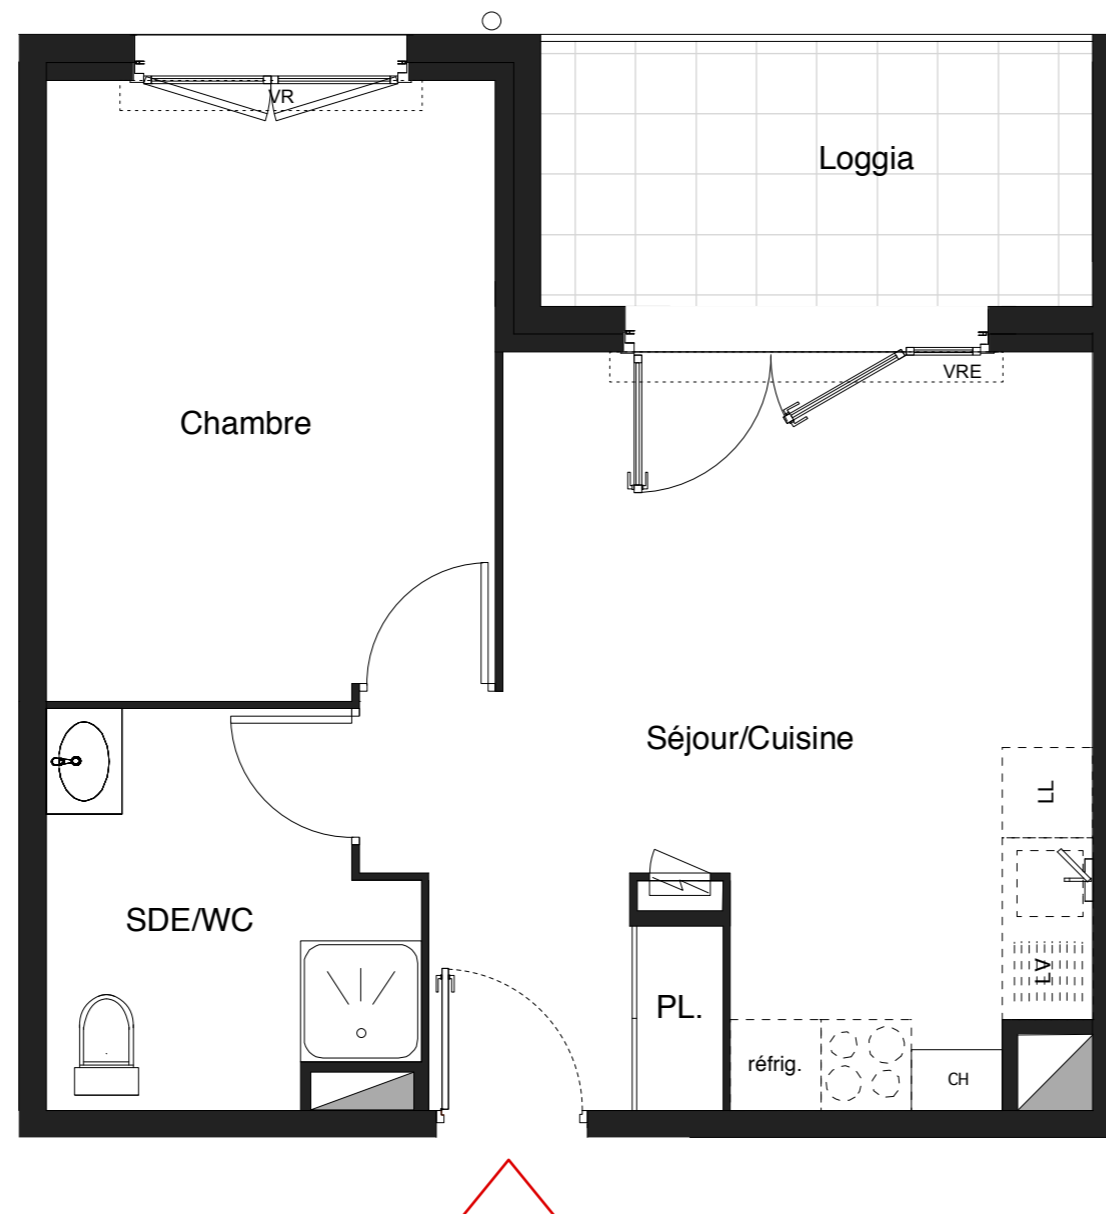 VR
Loggia
VRE
Chambre
Séjour/Cuisine
LL
SDE/WC
LV
PL.
réfrig.
CH